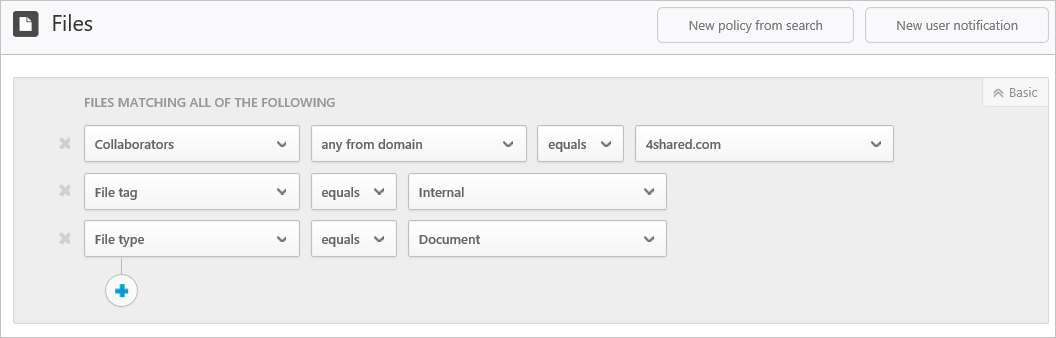 Files
New policy from search
New user notification
Basic
FILES MATCHING ALL OF THE FOLLOWING
Collaborators any from domain equals 4shared.com
File tag equals Internal
File type equals Document